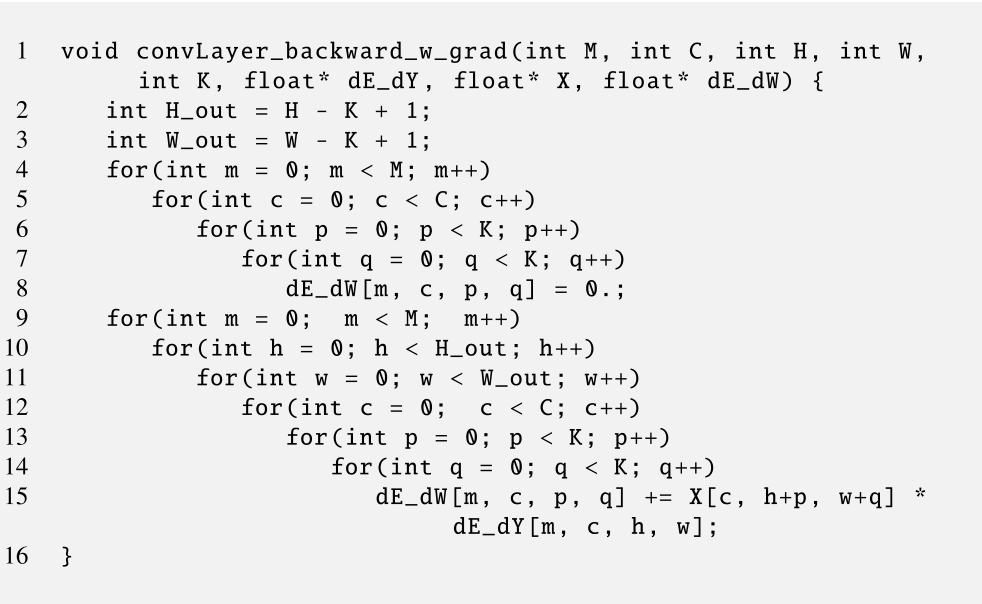 1 void convLayer_backward_w_grad(int M, int C, int H, int W,
int K, float* dE_dY, float* X, float* dE_dW) {
2 int H_out = H - K + 1;
3 int W_out = W - K + 1;
4 for(int m = 0; m < M; m++)
5 for(int c = 0; c < C; c++)
6 for(int p = 0; p < K; p++)
7 for(int q = 0; q < K; q++)
8 dE_dW[m, c, p, q] = 0.;
9 for(int m = 0; m < M; m++)
10 for(int h = 0; h < H_out; h++)
11 for(int w = 0; w < W_out; w++)
12 for(int c = 0; c < C; c++)
13 for(int p = 0; p < K; p++)
14 for(int q = 0; q < K; q++)
15 dE_dW[m, c, p, q] += X[c, h+p, w+q] *
dE_dY[m, c, h, w];
16 }